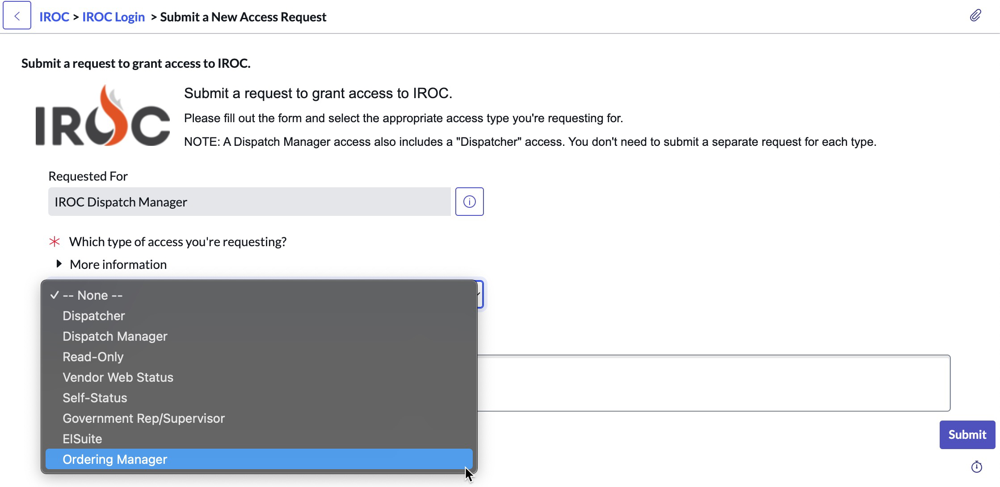 IROC > IROC Login > Submit a New Access Request
Submit a request to grant access to IROC.
IROC
Submit a request to grant access to IROC.
Please fill out the form and select the appropriate access type you're requesting for.
NOTE: A Dispatch Manager access also includes a "Dispatcher" access. You don't need to submit a separate request for each type.
Requested For
IROC Dispatch Manager
* Which type of access you're requesting?
More information
✓ -- None --
Dispatcher
Dispatch Manager
Read-Only
Vendor Web Status
Self-Status
Government Rep/Supervisor
EISuite
Ordering Manager
Submit